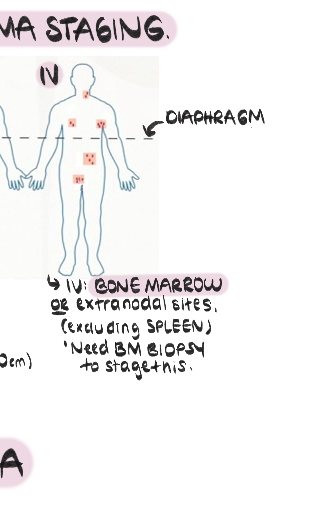 MA STAGING.
IV
DIAPHRAGM
↳ IV: BONE MARROW
OR extranodal sites.
(excluding SPLEEN)
'Need BM BIOPSY
to stage this.
0cm)
A